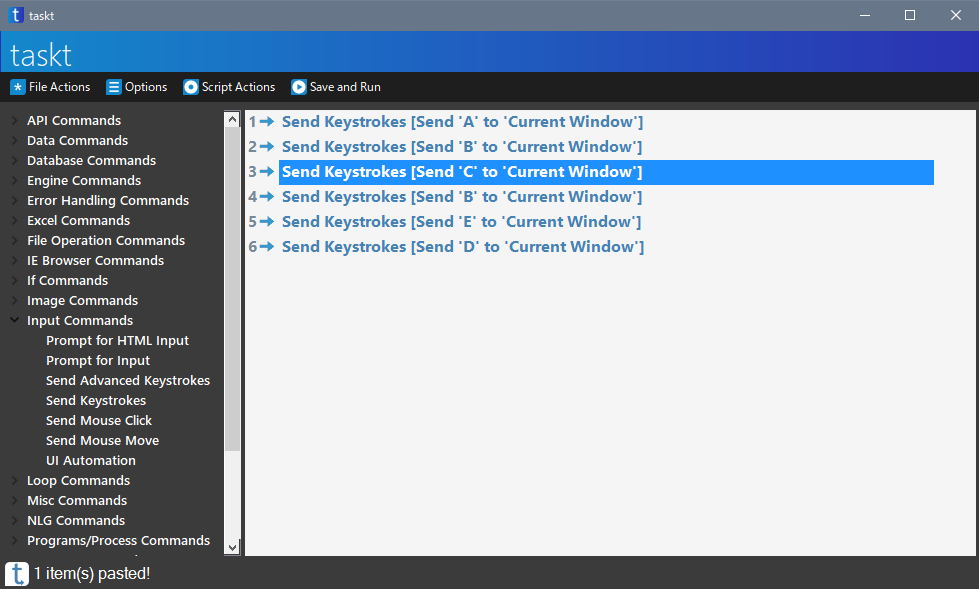 taskt
taskt
File Actions Options Script Actions Save and Run
API Commands
Data Commands
Database Commands
Engine Commands
Error Handling Commands
Excel Commands
File Operation Commands
IE Browser Commands
If Commands
Image Commands
Input Commands
Prompt for HTML Input
Prompt for Input
Send Advanced Keystrokes
Send Keystrokes
Send Mouse Click
Send Mouse Move
UI Automation
Loop Commands
Misc Commands
NLG Commands
Programs/Process Commands
1 Send Keystrokes [Send 'A' to 'Current Window']
2 Send Keystrokes [Send 'B' to 'Current Window']
3 Send Keystrokes [Send 'C' to 'Current Window']
4 Send Keystrokes [Send 'B' to 'Current Window']
5 Send Keystrokes [Send 'E' to 'Current Window']
6 Send Keystrokes [Send 'D' to 'Current Window']
1 item(s) pasted!